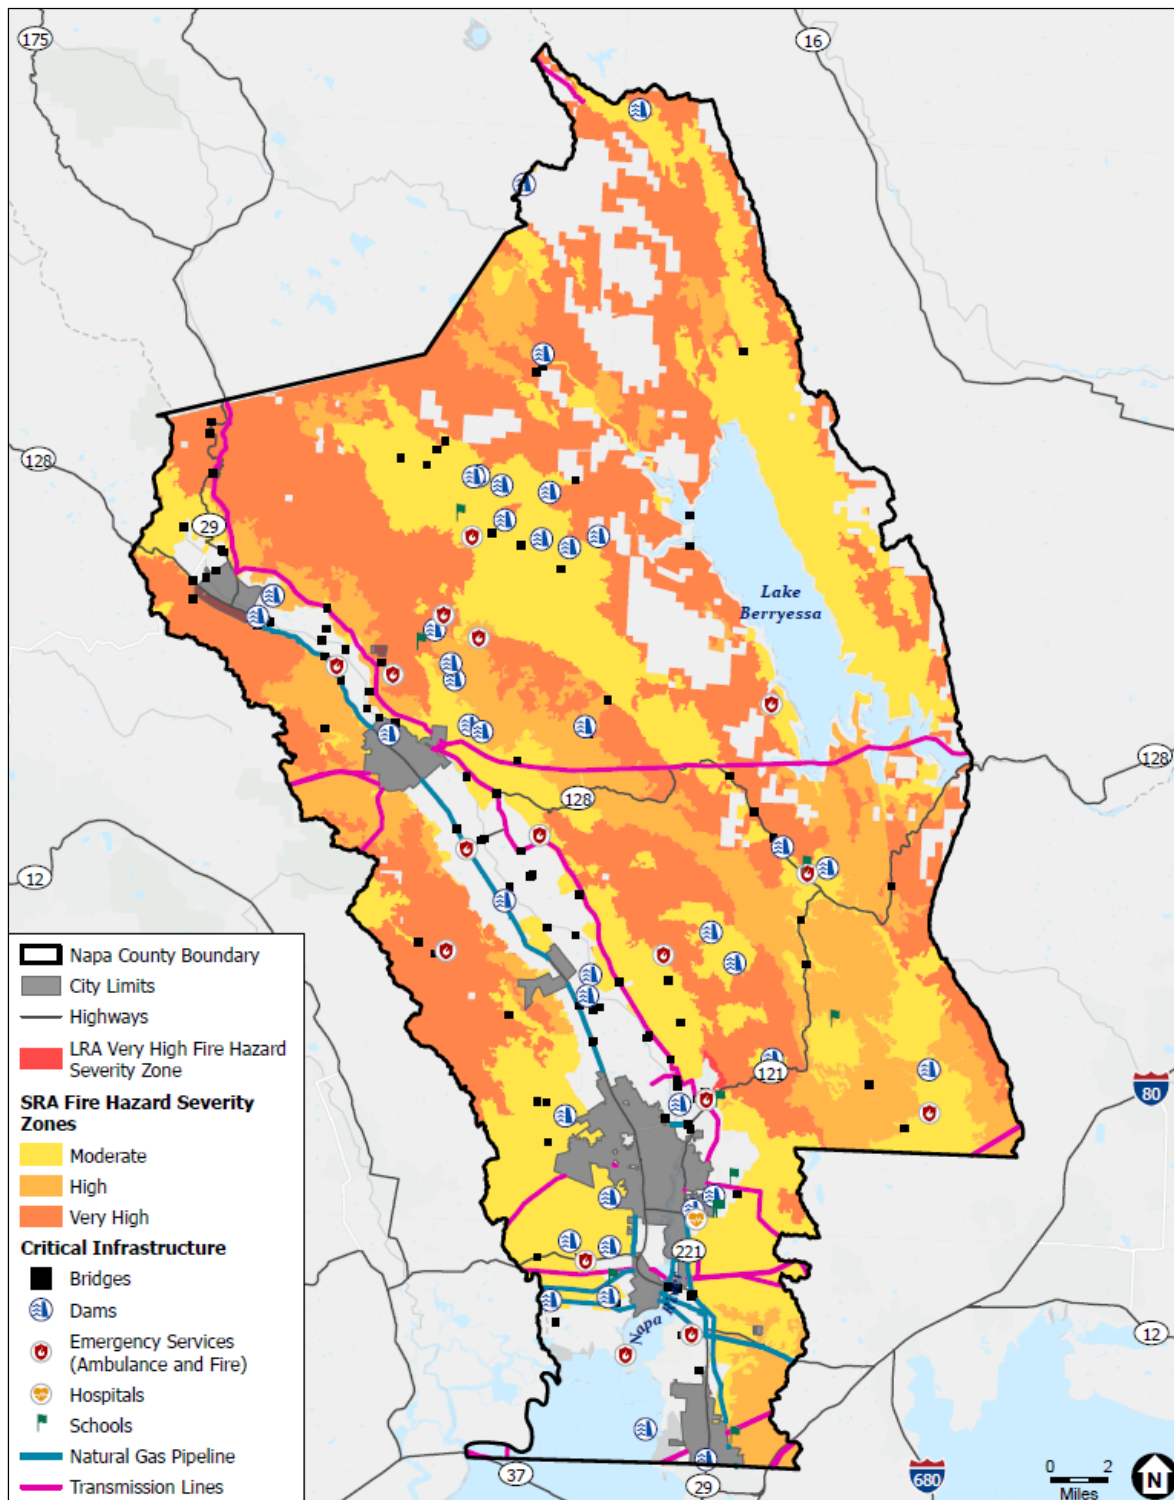 175
16
128
29
Lake
Berryessa
128
128
12
121
80
221
Napa River
12
37
29
680
Napa County Boundary
City Limits
Highways
LRA Very High Fire Hazard
Severity Zone
SRA Fire Hazard Severity
Zones
Moderate
High
Very High
Critical Infrastructure
Bridges
Dams
Emergency Services
(Ambulance and Fire)
Hospitals
Schools
Natural Gas Pipeline
Transmission Lines
0 2
Miles
N